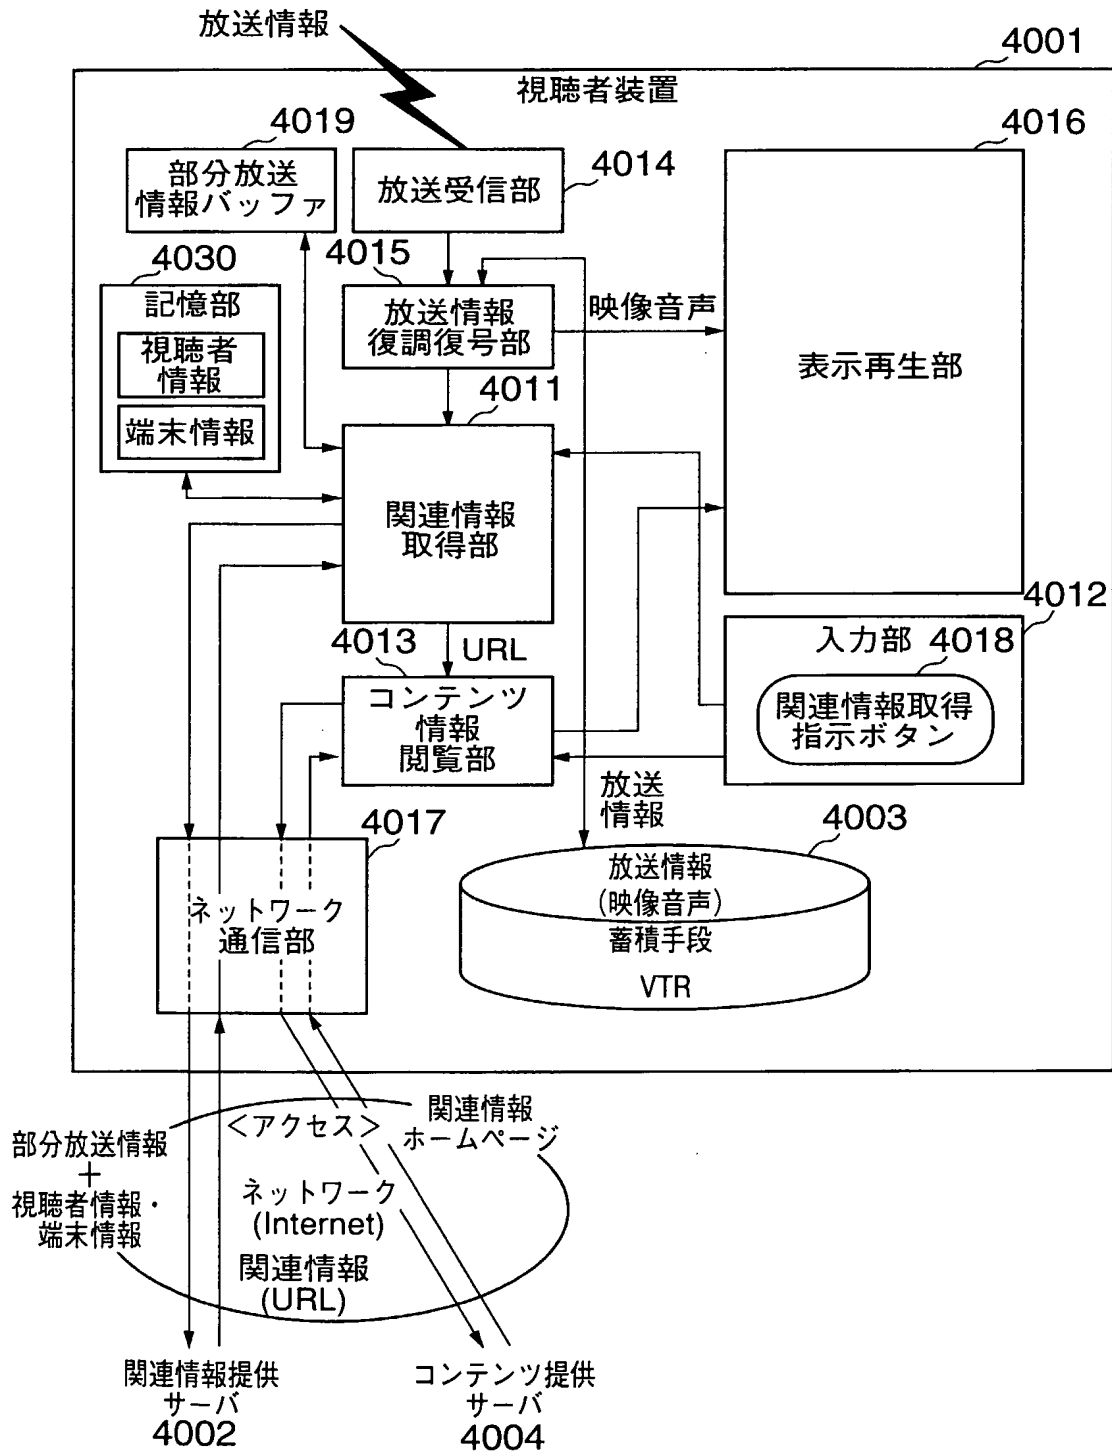 放送情報
4001
視聴者装置
4019
4016
部分放送
情報バッファ
放送受信部
4014
4030
4015
記憶部
視聴者
情報
端末情報
放送情報
復調復号部
映像音声
表示再生部
4011
関連情報
取得部
4013
URL
4012
入力部
4018
コンテンツ
情報
閲覧部
関連情報取得
指示ボタン
放送
情報
4017
4003
放送情報
(映像音声)
蓄積手段
VTR
ネットワーク
通信部
<アクセス>
関連情報
ホームページ
部分放送情報
+
視聴者情報・
端末情報
ネットワーク
(Internet)
関連情報
(URL)
関連情報提供
サーバ
4002
コンテンツ提供
サーバ
4004